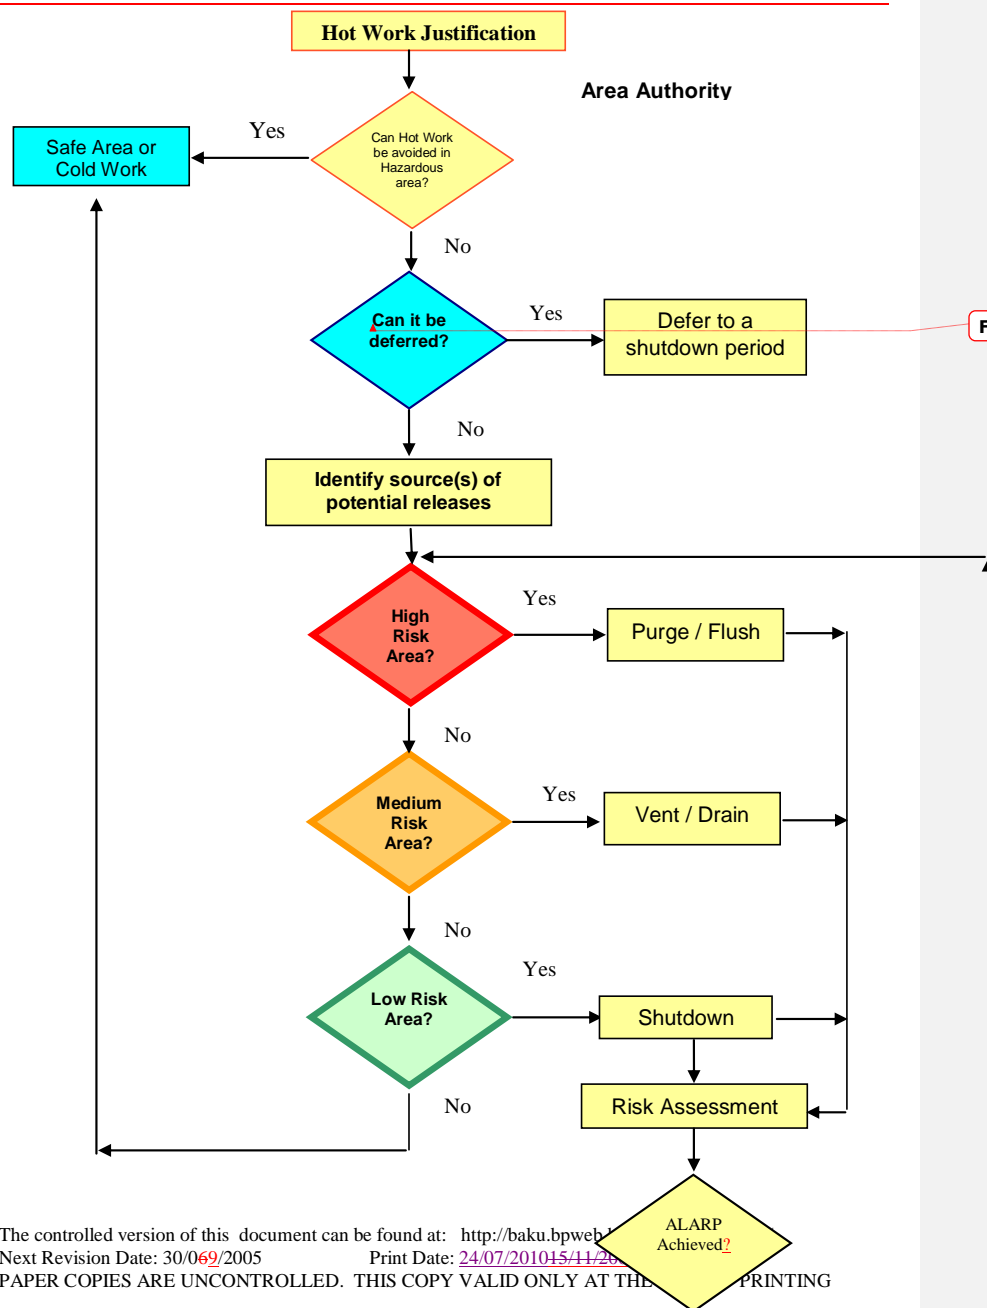 Hot Work Justification
Area Authority
Can Hot Work
be avoided in
Hazardous
area?
Yes
Safe Area or
Cold Work
No
Can it be
deferred?
Yes
Defer to a
shutdown period
F
No
Identify source(s) of
potential releases
High
Risk
Area?
Yes
Purge / Flush
No
Medium
Risk
Area?
Yes
Vent / Drain
No
Low Risk
Area?
Yes
Shutdown
No
Risk Assessment
ALARP
Achieved?
The controlled version of this document can be found at: http://baku.bpweb.
Next Revision Date: 30/069/2005 Print Date: 24/07/201015/11/20
PAPER COPIES ARE UNCONTROLLED. THIS COPY VALID ONLY AT THE PRINTING